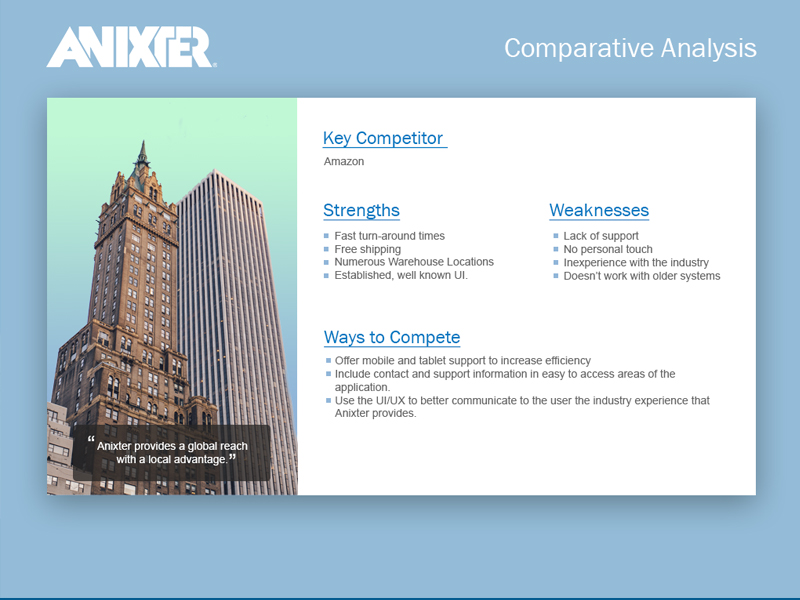 ANIXTER®
Comparative Analysis
Key Competitor
Amazon
Strengths
Fast turn-around times
Free shipping
Numerous Warehouse Locations
Established, well known UI.
Weaknesses
Lack of support
No personal touch
Inexperience with the industry
Doesn’t work with older systems
Ways to Compete
Offer mobile and tablet support to increase efficiency
Include contact and support information in easy to access areas of the
application.
Use the UI/UX to better communicate to the user the industry experience that
Anixter provides.
“Anixter provides a global reach
with a local advantage.”